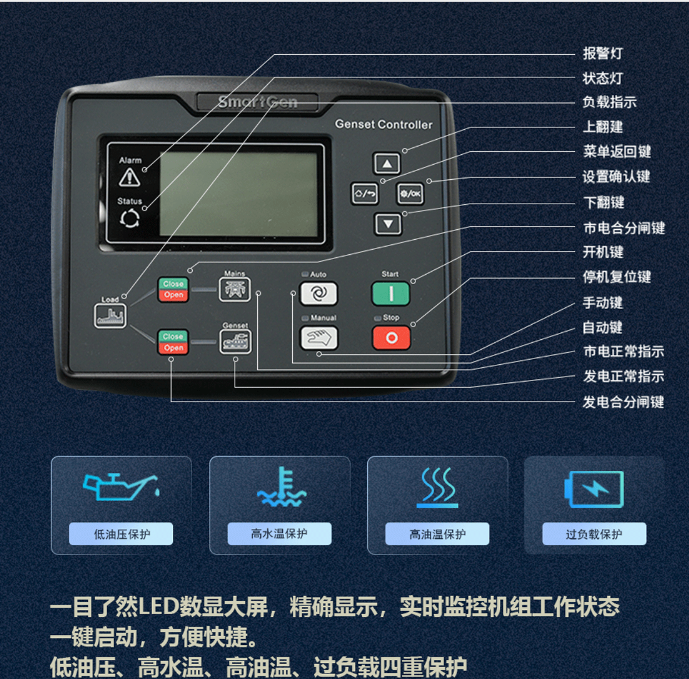 SmartGen
Genset Controller
Alarm
Status
Mains
Close
Open
Load
Genset
Close
Open
Auto
Manual
Start
Stop
/OK
报警灯
状态灯
负载指示
上翻建
菜单返回键
设置确认键
下翻键
市电合分闸键
开机键
停机复位键
手动键
自动键
市电正常指示
发电正常指示
发电合分闸键
低油压保护
高水温保护
高油温保护
过负载保护
一目了然LED数显大屏，精确显示，实时监控机组工作状态
一键启动，方便快捷。
低油压、高水温、高油温、过负载四重保护